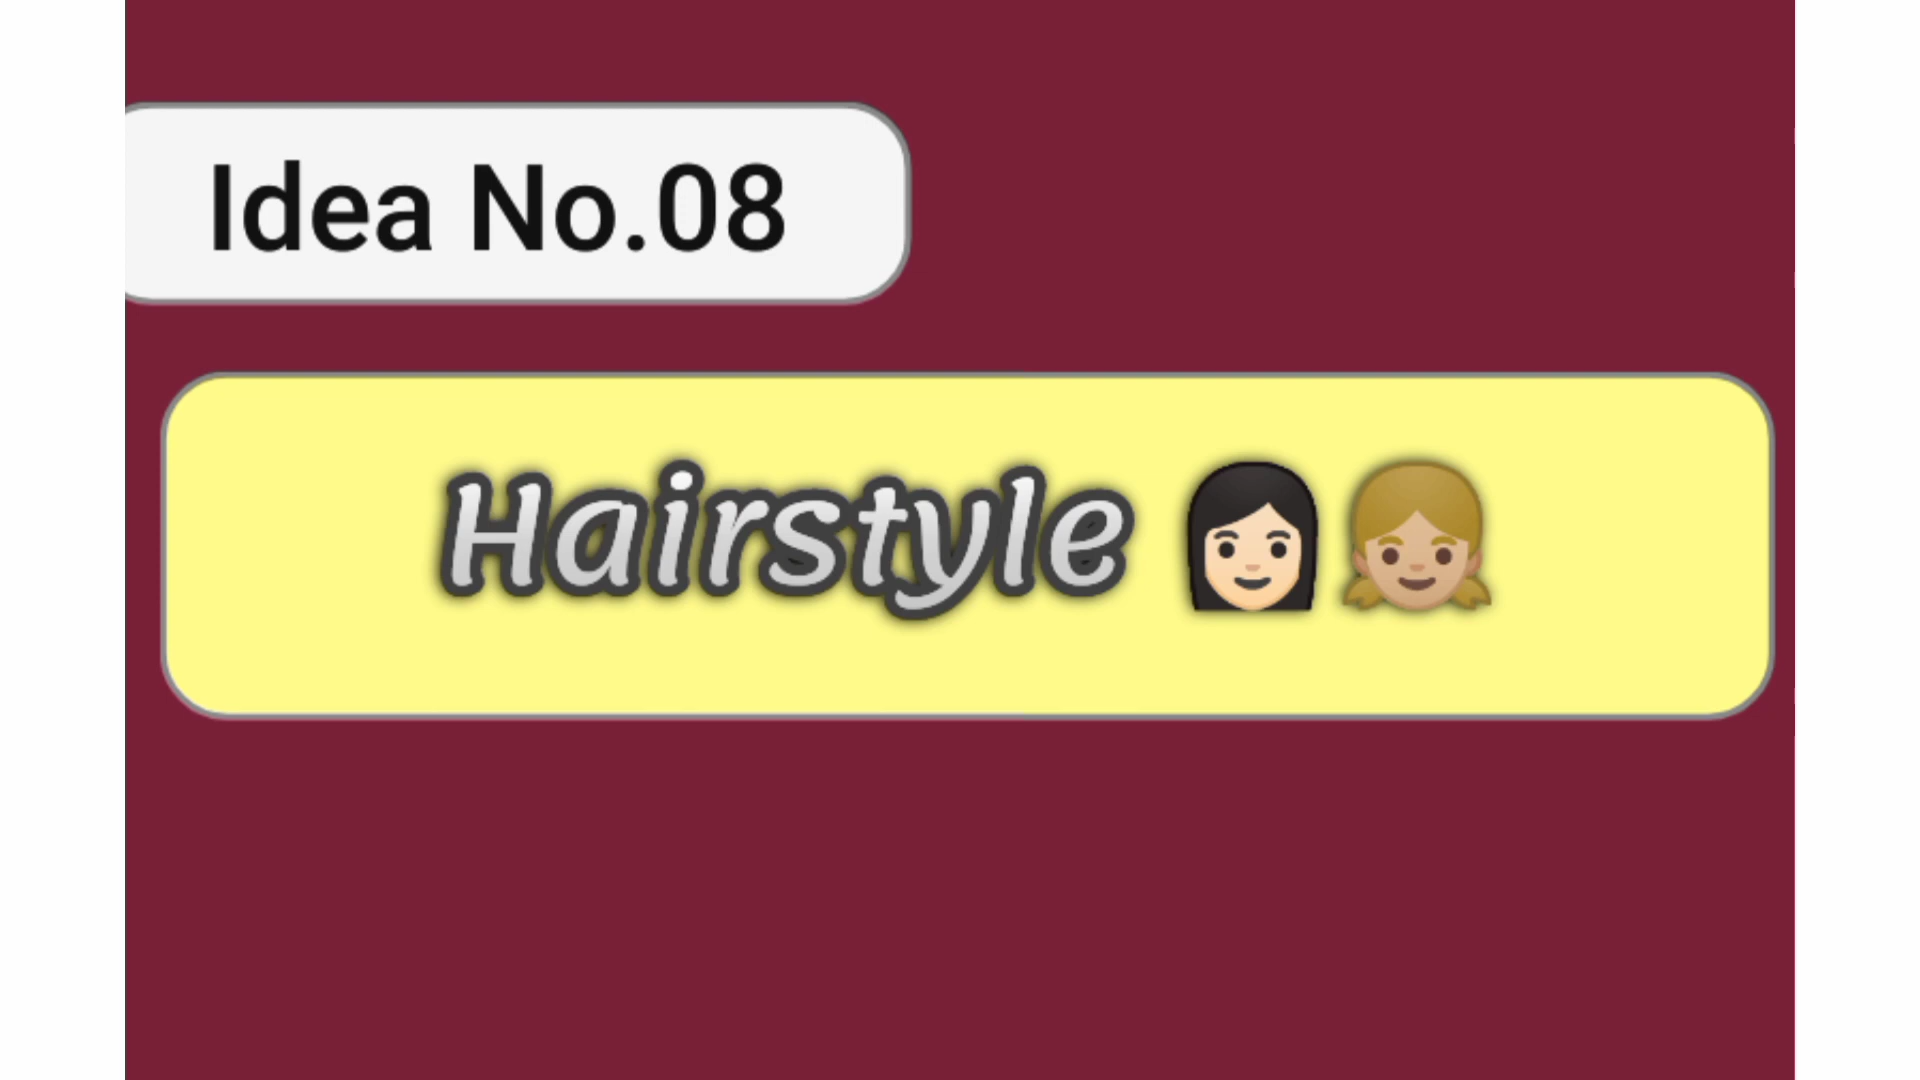 Idea No.08
Hairstyle 👩🏻👧🏼